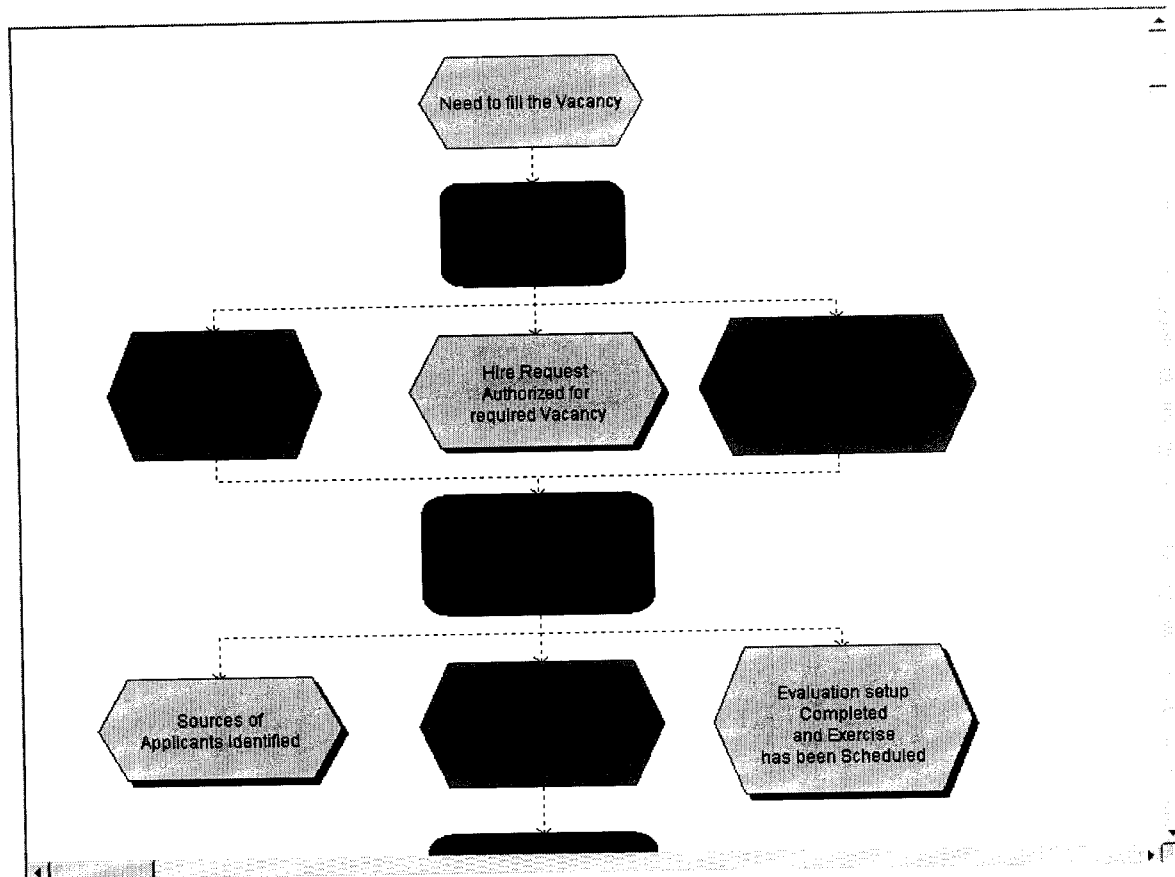 Need to fill the Vacancy
Hire Request
Authorized for
required Vacancy
Sources of
Applicants Identified
Evaluation setup
Completed
and Exercise
has been Scheduled